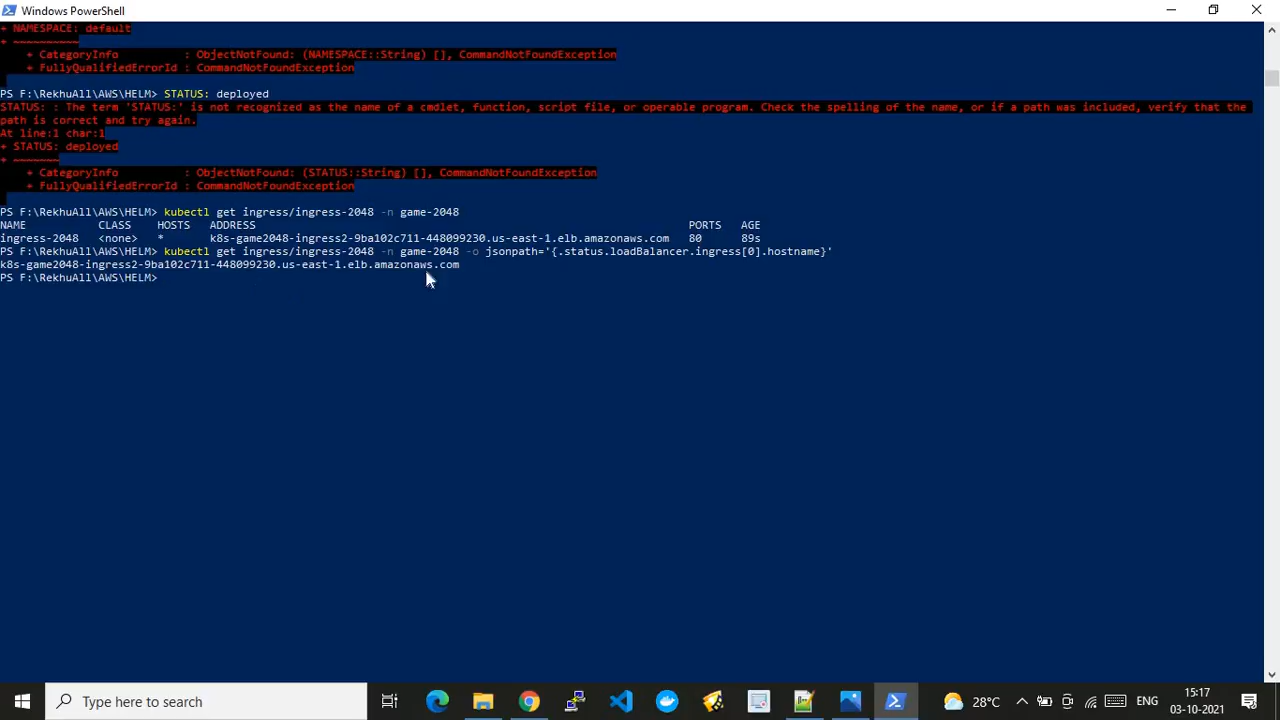 Windows PowerShell
+ NAMESPACE: default
+ ~~~~~~~~~~
    + CategoryInfo          : ObjectNotFound: (NAMESPACE::String) [], CommandNotFoundException
    + FullyQualifiedErrorId : CommandNotFoundException
PS F:\RekhuAll\AWS\HELM> STATUS: deployed
STATUS: : The term 'STATUS:' is not recognized as the name of a cmdlet, function, script file, or operable program. Check the spelling of the name, or if a path was included, verify that the
path is correct and try again.
At line:1 char:1
+ STATUS: deployed
+ ~~~~~~~
    + CategoryInfo          : ObjectNotFound: (STATUS::String) [], CommandNotFoundException
    + FullyQualifiedErrorId : CommandNotFoundException
PS F:\RekhuAll\AWS\HELM> kubectl get ingress/ingress-2048 -n game-2048
NAME           CLASS    HOSTS   ADDRESS                                                                  PORTS   AGE
ingress-2048   <none>   *       k8s-game2048-ingress2-9ba102c711-448099230.us-east-1.elb.amazonaws.com   80      89s
PS F:\RekhuAll\AWS\HELM> kubectl get ingress/ingress-2048 -n game-2048 -o jsonpath='{.status.loadBalancer.ingress[0].hostname}'
k8s-game2048-ingress2-9ba102c711-448099230.us-east-1.elb.amazonaws.com
PS F:\RekhuAll\AWS\HELM>
Type here to search
28°C
ENG
15:17
03-10-2021